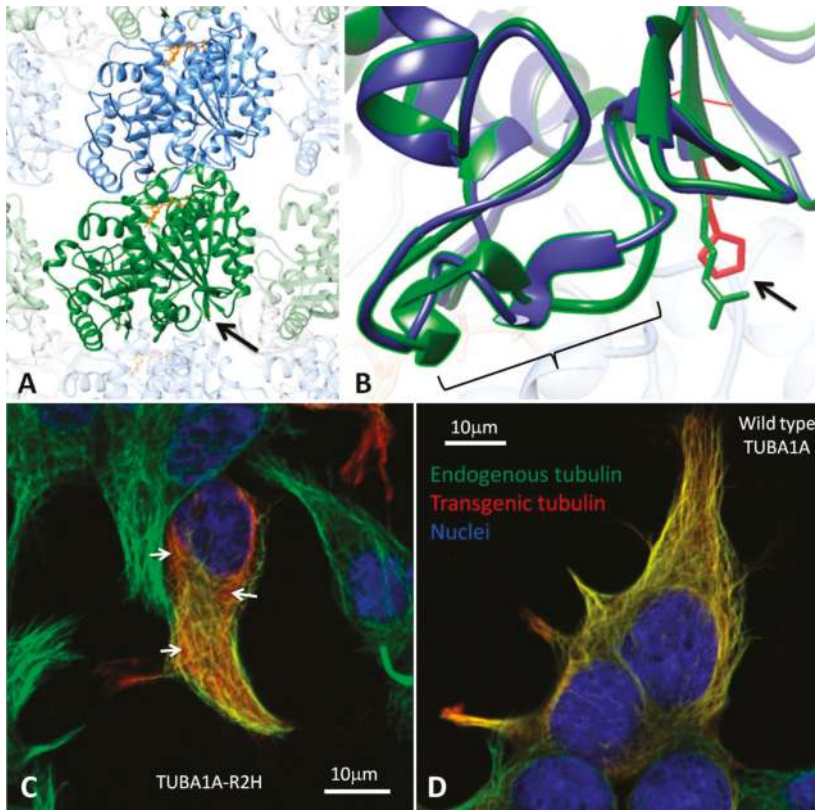 A
B
10μm
Wild type
TUBA1A
Endogenous tubulin
Transgenic tubulin
Nuclei
C
TUBA1A-R2H
10μm
D